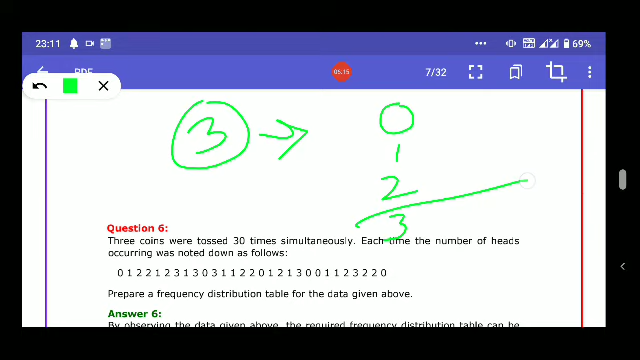 23:11 69%
PDF 05:15 7/32
3 → 0
1
2
3
Question 6:
Three coins were tossed 30 times simultaneously. Each time the number of heads
occurring was noted down as follows:
0 1 2 2 1 2 3 1 3 0 3 1 1 2 2 0 1 2 1 3 0 0 1 1 2 3 2 2 0
Prepare a frequency distribution table for the data given above.
Answer 6:
By observing the data given above, the required frequency distribution table can be